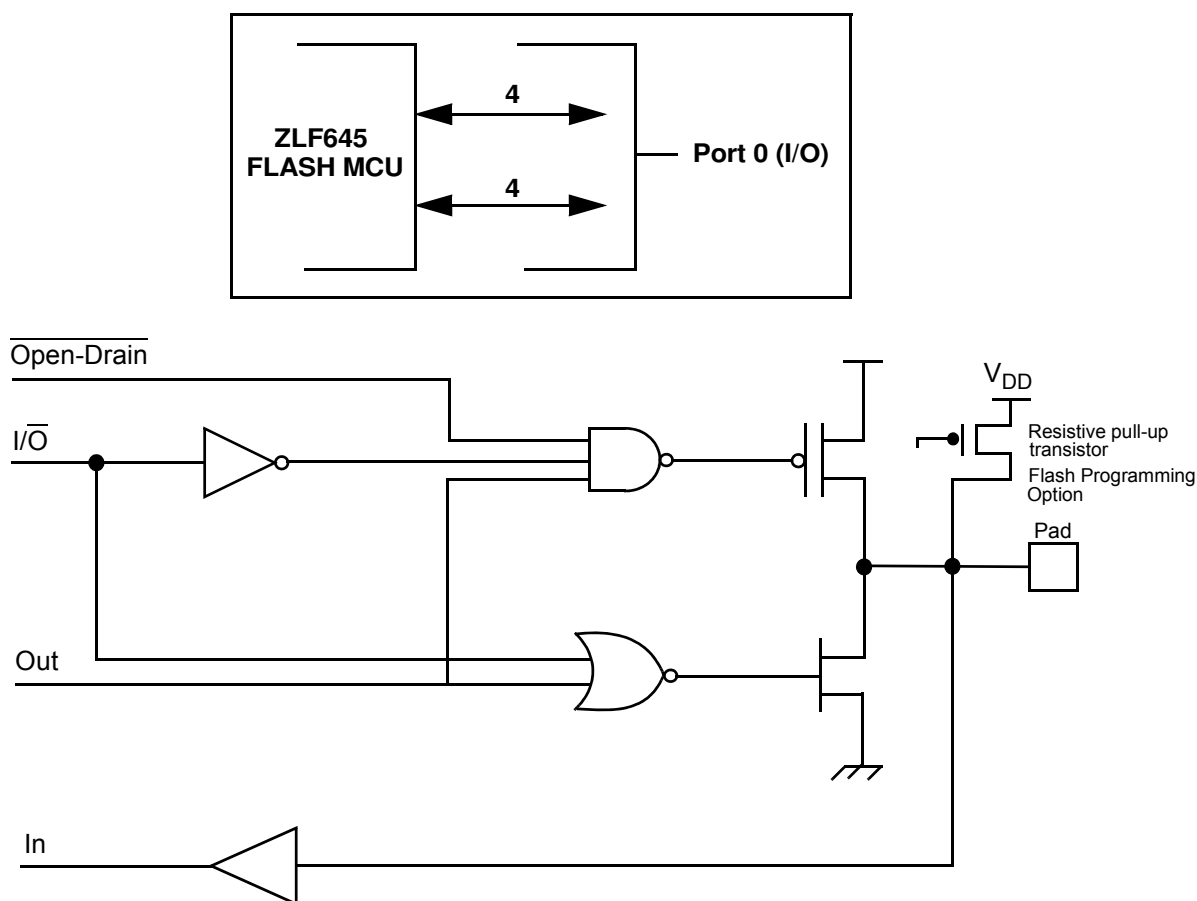 4
ZLF645
FLASH MCU
Port 0 (I/O)
4
Open-Drain
I/O
VDD
Resistive pull-up
transistor
Flash Programming
Option
Pad
Out
In